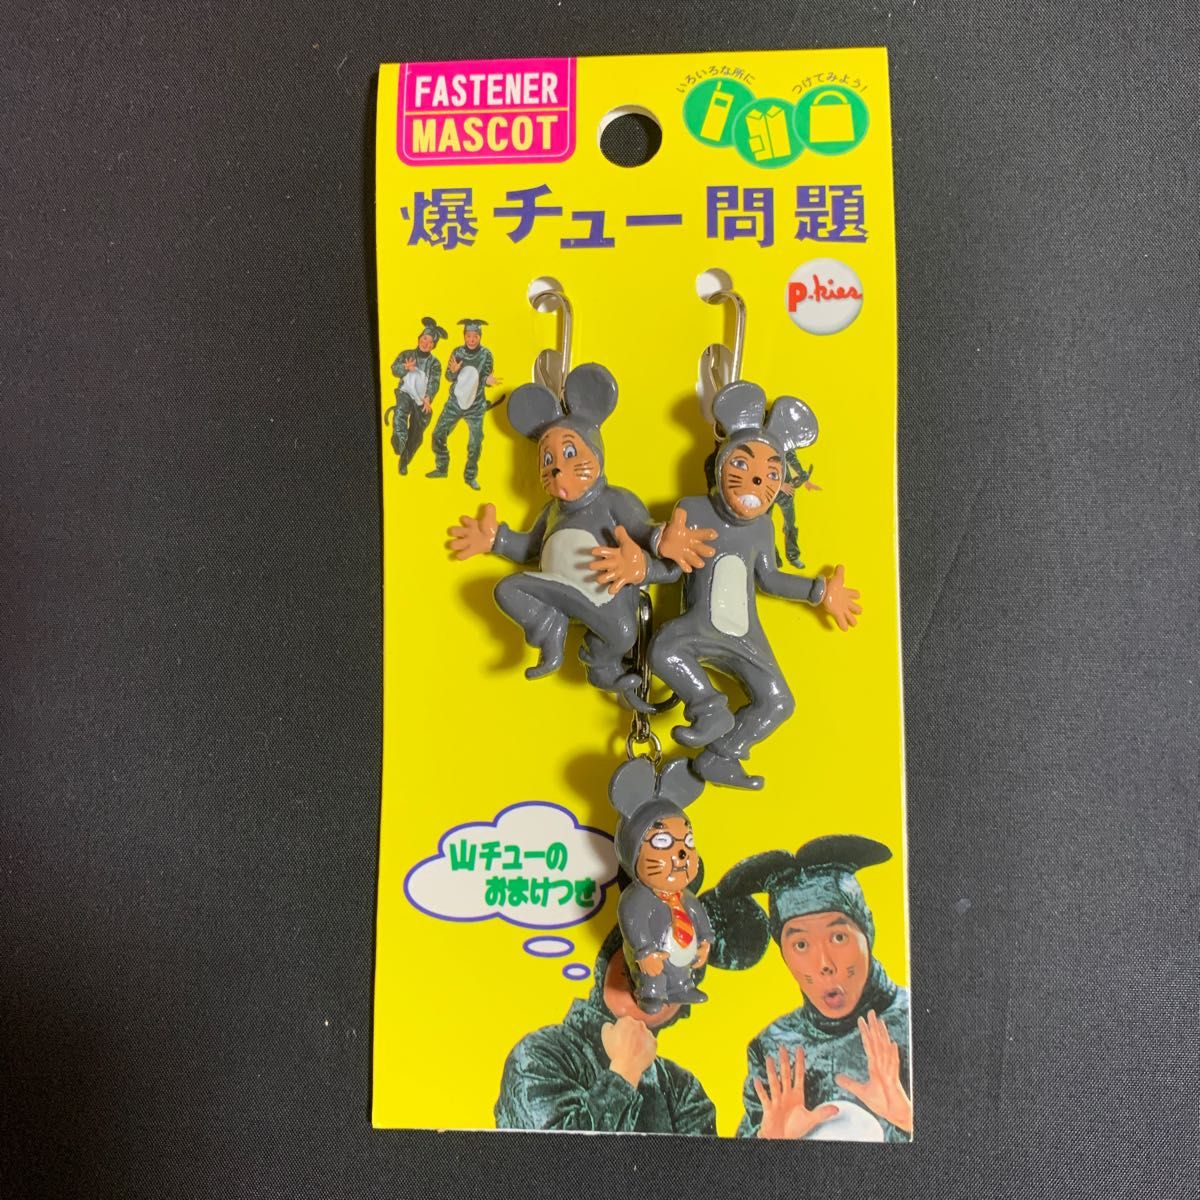 FASTENER
MASCOT
いろいろな所に
つけてみよう!
爆チュー問題
p.kies
山チューの
おまけつき